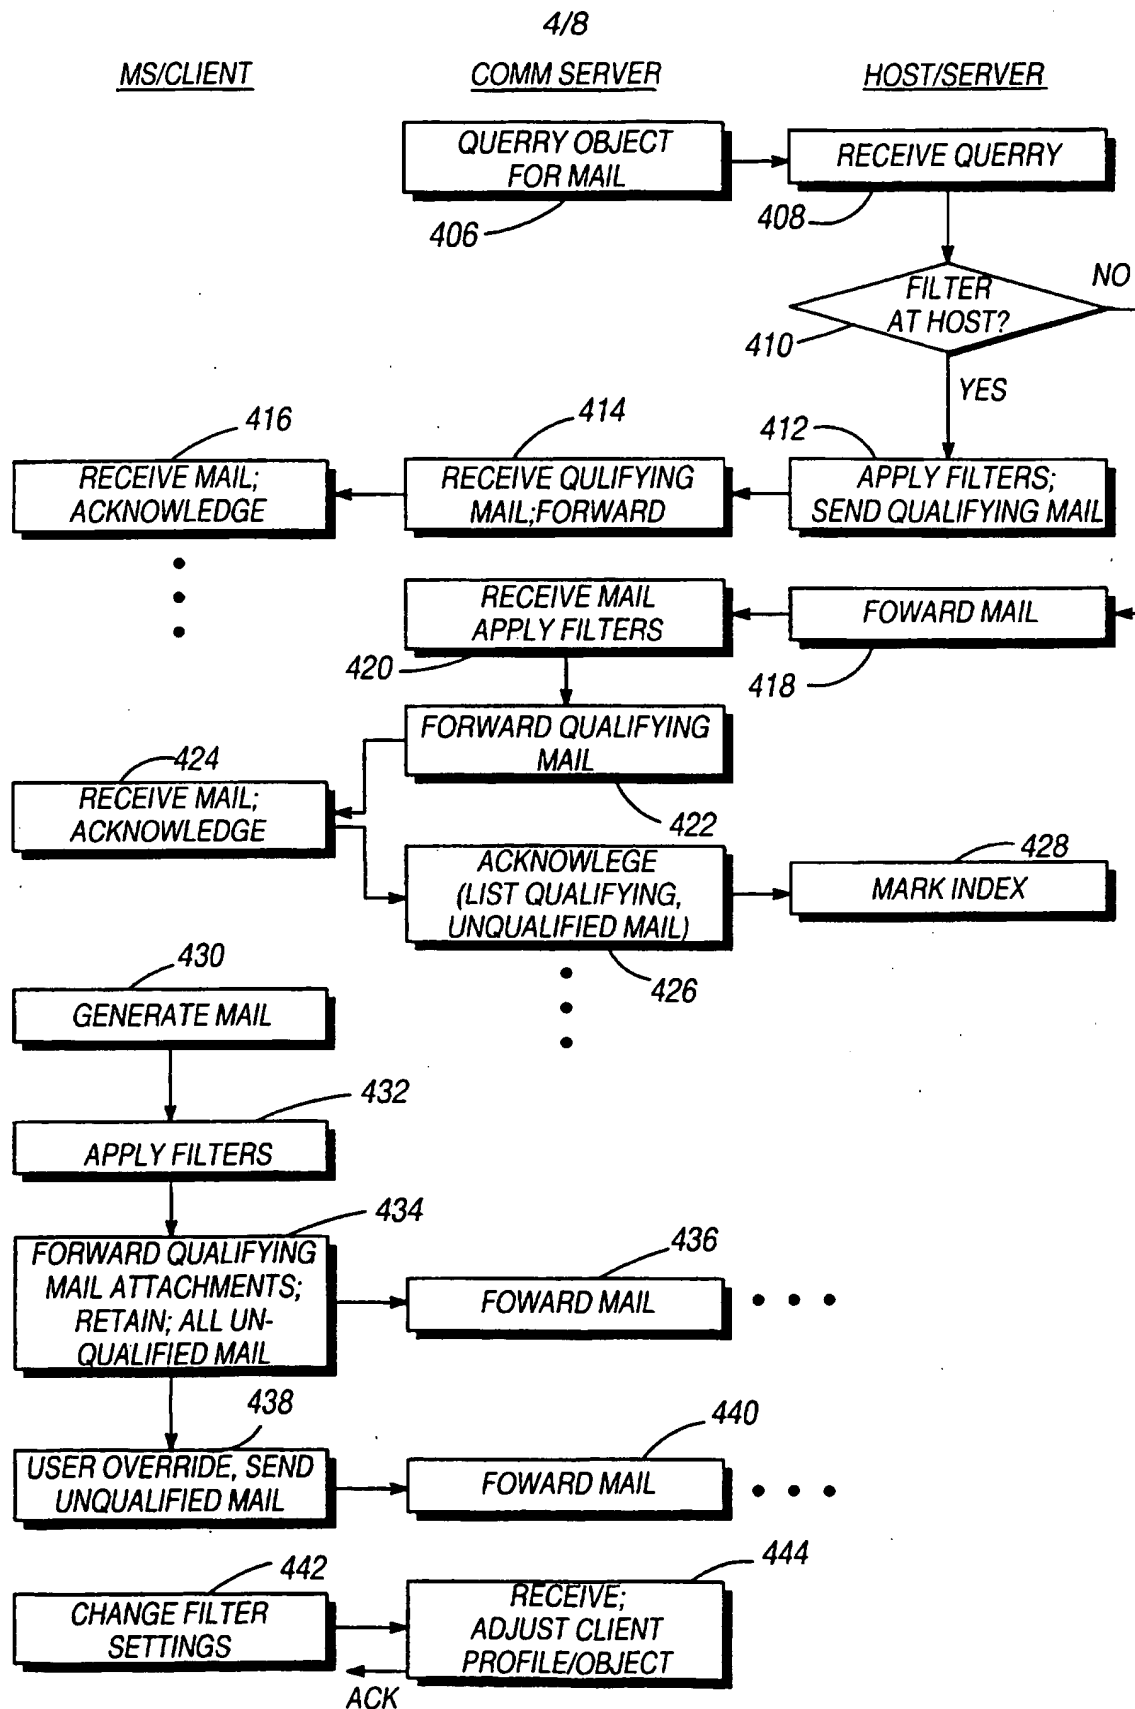 4/8
MS/CLIENT
COMM SERVER
HOST/SERVER
QUERRY OBJECT
FOR MAIL
406
RECEIVE QUERRY
408
FILTER
AT HOST?
410
NO
YES
416
RECEIVE MAIL;
ACKNOWLEDGE
414
RECEIVE QULIFYING
MAIL;FORWARD
412
APPLY FILTERS;
SEND QUALIFYING MAIL
RECEIVE MAIL
APPLY FILTERS
420
FOWARD MAIL
418
FORWARD QUALIFYING
MAIL
422
424
RECEIVE MAIL;
ACKNOWLEDGE
ACKNOWLEGE
(LIST QUALIFYING,
UNQUALIFIED MAIL)
426
428
MARK INDEX
430
GENERATE MAIL
432
APPLY FILTERS
434
FORWARD QUALIFYING
MAIL ATTACHMENTS;
RETAIN; ALL UN-
QUALIFIED MAIL
436
FOWARD MAIL
438
USER OVERRIDE, SEND
UNQUALIFIED MAIL
440
FOWARD MAIL
442
CHANGE FILTER
SETTINGS
444
RECEIVE;
ADJUST CLIENT
PROFILE/OBJECT
ACK